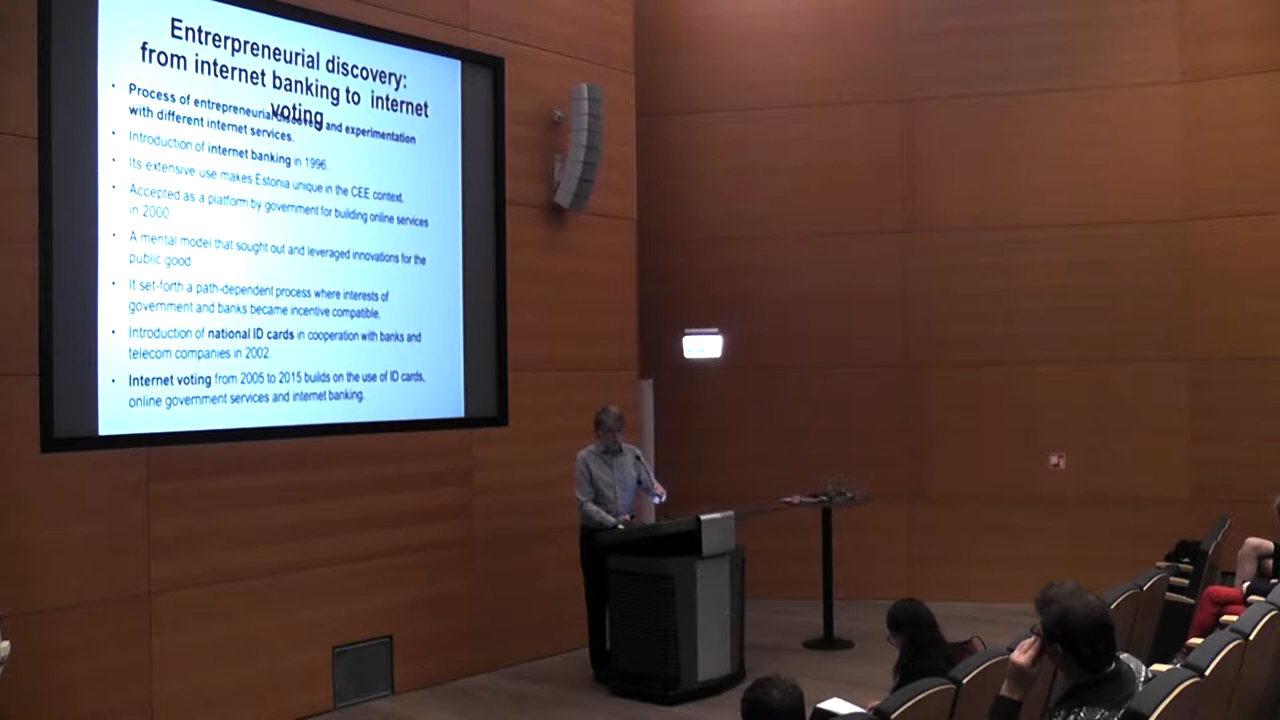 Entrerpreneurial discovery:
from internet banking to internet
voting
• Process of entrepreneurial discovery and experimentation
with different internet services.
• Introduction of internet banking in 1996.
• Its extensive use makes Estonia unique in the CEE context.
• Accepted as a platform by government for building online services
in 2000
• A mental model that sought out and leveraged innovations for the
public good
• It set-forth a path-dependent process where interests of
government and banks became incentive compatible.
• Introduction of national ID cards in cooperation with banks and
telecom companies in 2002.
• Internet voting from 2005 to 2015 builds on the use of ID cards,
online government services and internet banking.